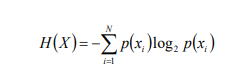 H(X) = -∑_{i=1}^{N} p(x_i) log_2 p(x_i)